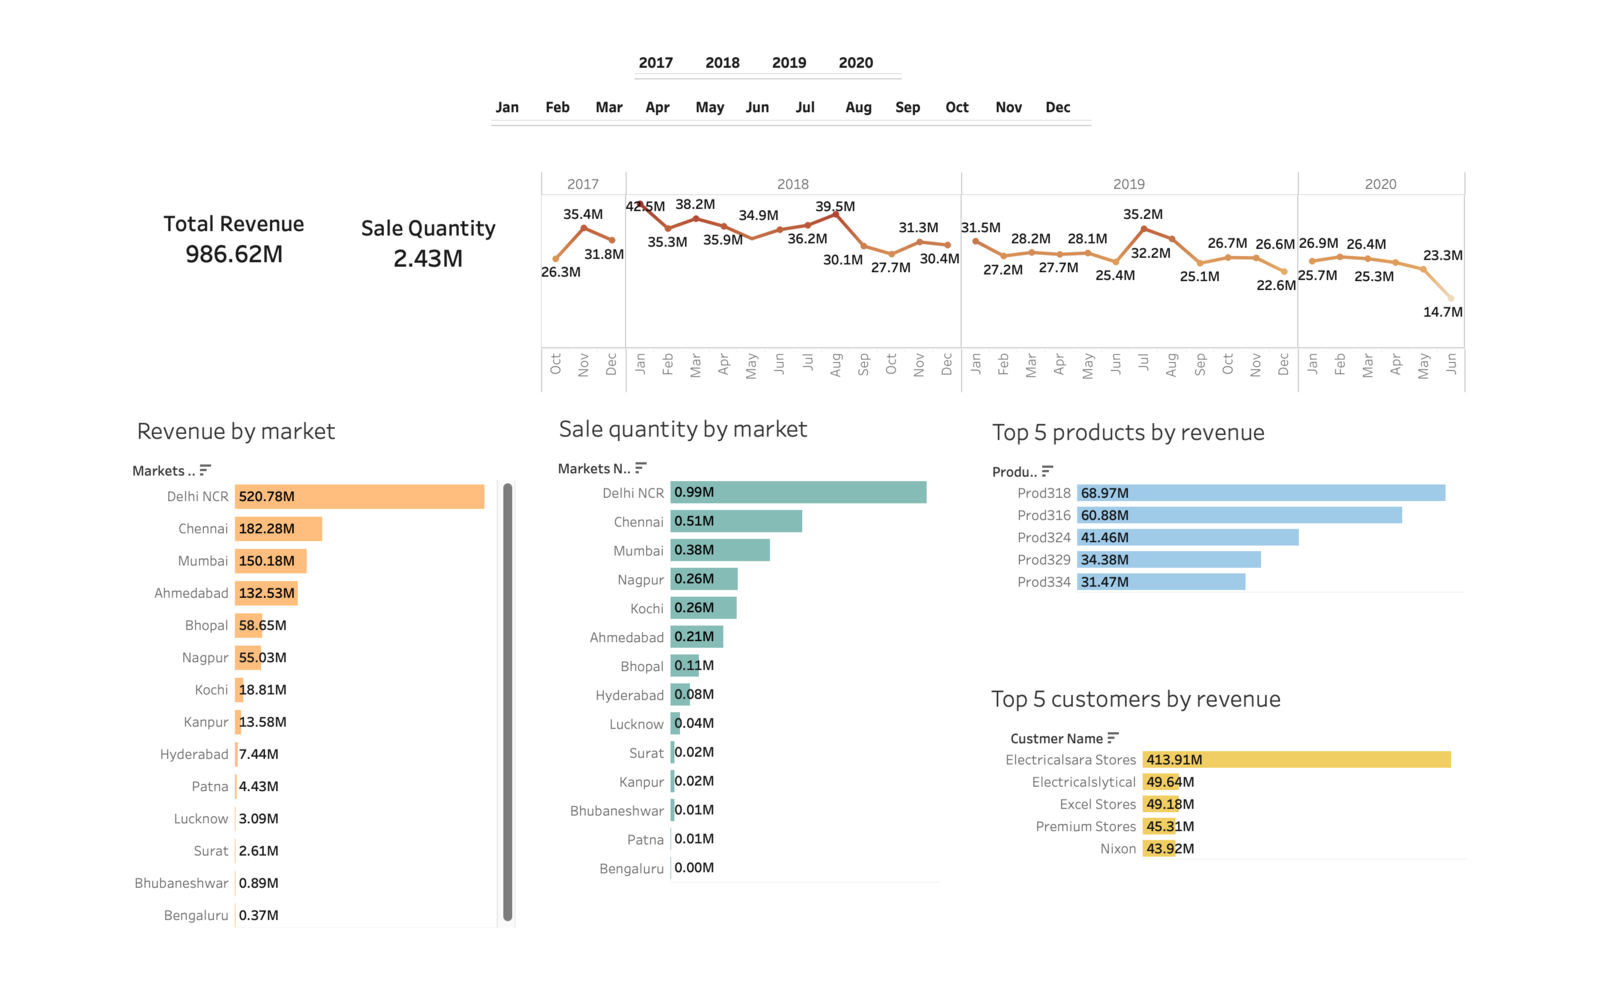 2017 2018 2019 2020
Jan Feb Mar Apr May Jun Jul Aug Sep Oct Nov Dec
Total Revenue
986.62M
Sale Quantity
2.43M
2017 2018 2019 2020
26.3M 35.4M 31.8M 42.5M 35.3M 38.2M 35.9M 34.9M 36.2M 39.5M 30.1M 27.7M 31.3M 30.4M 31.5M 27.2M 28.2M 27.7M 28.1M 25.4M 35.2M 32.2M 25.1M 26.7M 26.6M 22.6M 25.7M 26.9M 26.4M 25.3M 23.3M 14.7M
Oct Nov Dec Jan Feb Mar Apr May Jun Jul Aug Sep Oct Nov Dec Jan Feb Mar Apr May Jun Jul Aug Sep Oct Nov Dec Jan Feb Mar Apr May Jun
Revenue by market
Markets ..
Delhi NCR 520.78M
Chennai 182.28M
Mumbai 150.18M
Ahmedabad 132.53M
Bhopal 58.65M
Nagpur 55.03M
Kochi 18.81M
Kanpur 13.58M
Hyderabad 7.44M
Patna 4.43M
Lucknow 3.09M
Surat 2.61M
Bhubaneshwar 0.89M
Bengaluru 0.37M
Sale quantity by market
Markets N..
Delhi NCR 0.99M
Chennai 0.51M
Mumbai 0.38M
Nagpur 0.26M
Kochi 0.26M
Ahmedabad 0.21M
Bhopal 0.11M
Hyderabad 0.08M
Lucknow 0.04M
Surat 0.02M
Kanpur 0.02M
Bhubaneshwar 0.01M
Patna 0.01M
Bengaluru 0.00M
Top 5 products by revenue
Produ..
Prod318 68.97M
Prod316 60.88M
Prod324 41.46M
Prod329 34.38M
Prod334 31.47M
Top 5 customers by revenue
Custmer Name
Electricalsara Stores 413.91M
Electricalslytical 49.64M
Excel Stores 49.18M
Premium Stores 45.31M
Nixon 43.92M